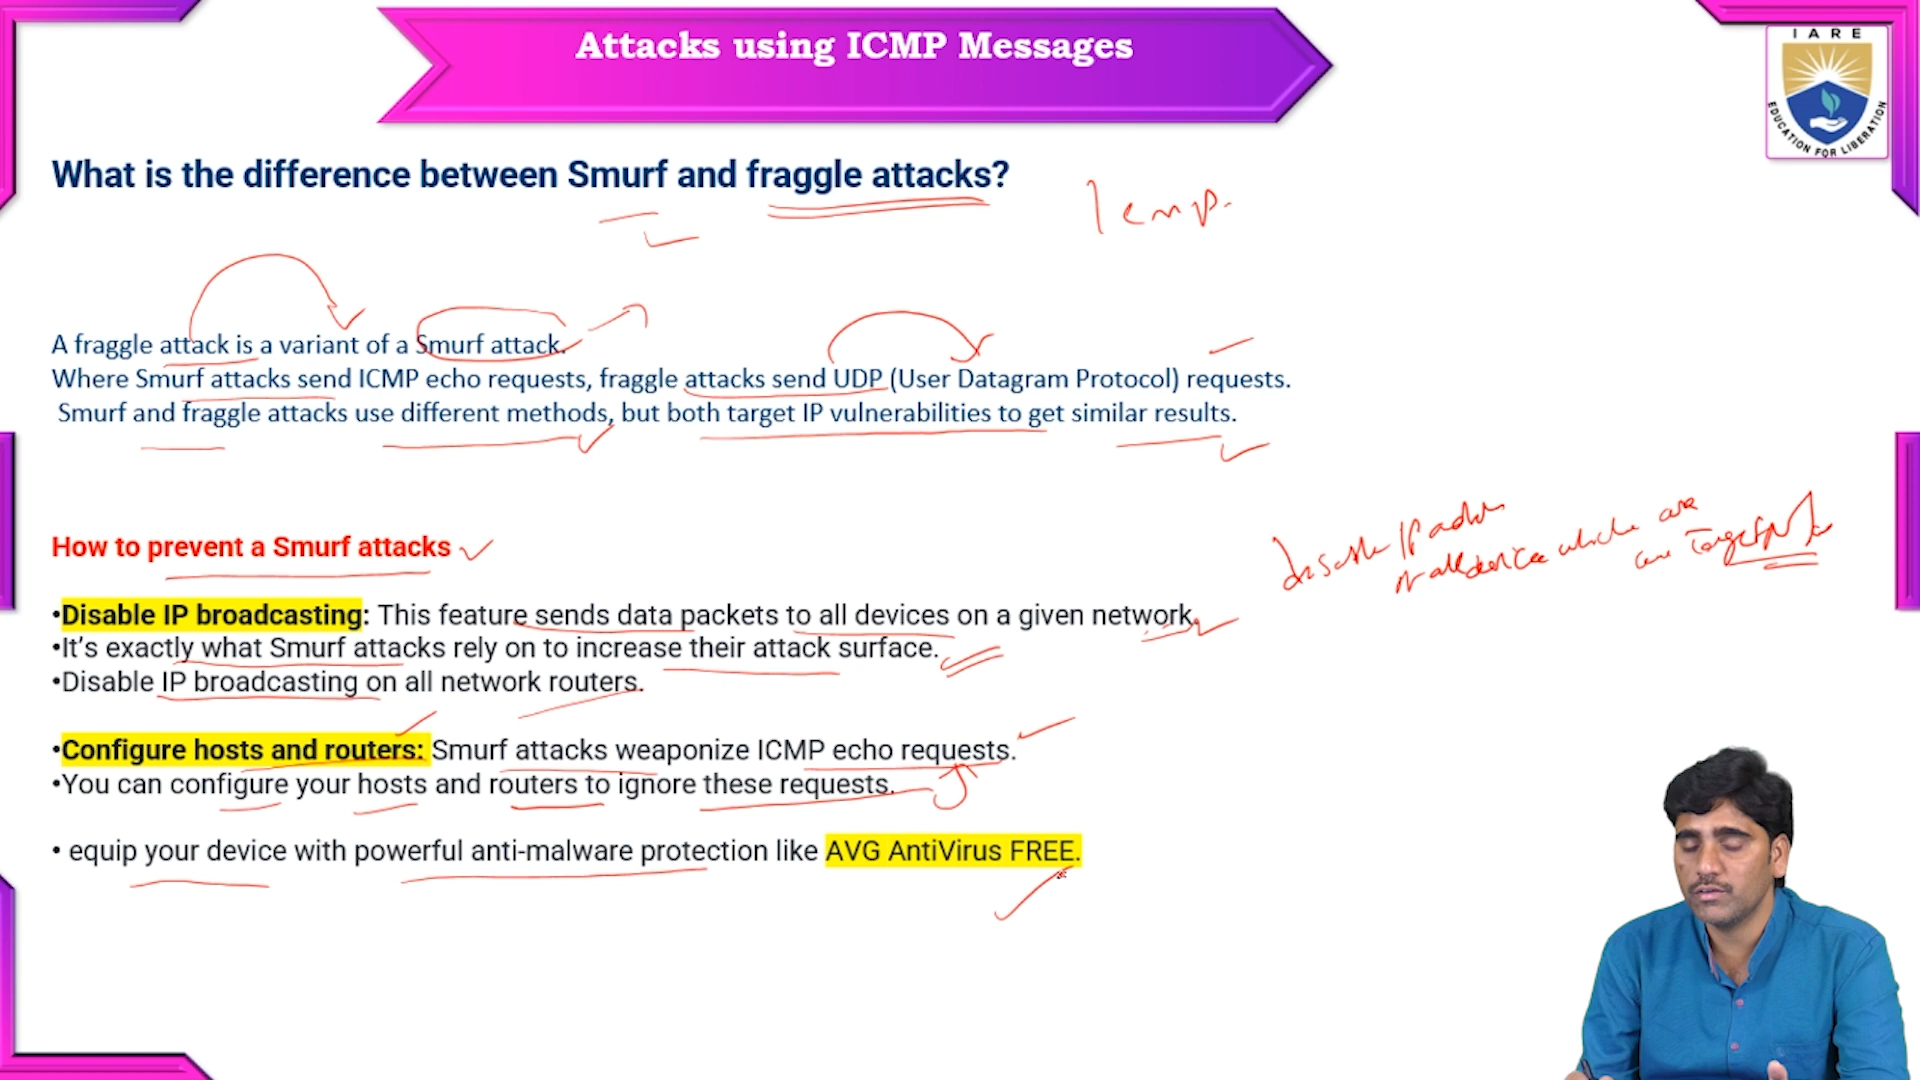 Attacks using ICMP Messages
IARE
EDUCATION FOR LIBERATION
What is the difference between Smurf and fraggle attacks?
Icmp.
A fraggle attack is a variant of a Smurf attack.
Where Smurf attacks send ICMP echo requests, fraggle attacks send UDP (User Datagram Protocol) requests.
Smurf and fraggle attacks use different methods, but both target IP vulnerabilities to get similar results.
How to prevent a Smurf attacks
disable IP
which are
are
•Disable IP broadcasting: This feature sends data packets to all devices on a given network.
•It’s exactly what Smurf attacks rely on to increase their attack surface.
•Disable IP broadcasting on all network routers.
•Configure hosts and routers: Smurf attacks weaponize ICMP echo requests.
•You can configure your hosts and routers to ignore these requests.
• equip your device with powerful anti-malware protection like AVG AntiVirus FREE.